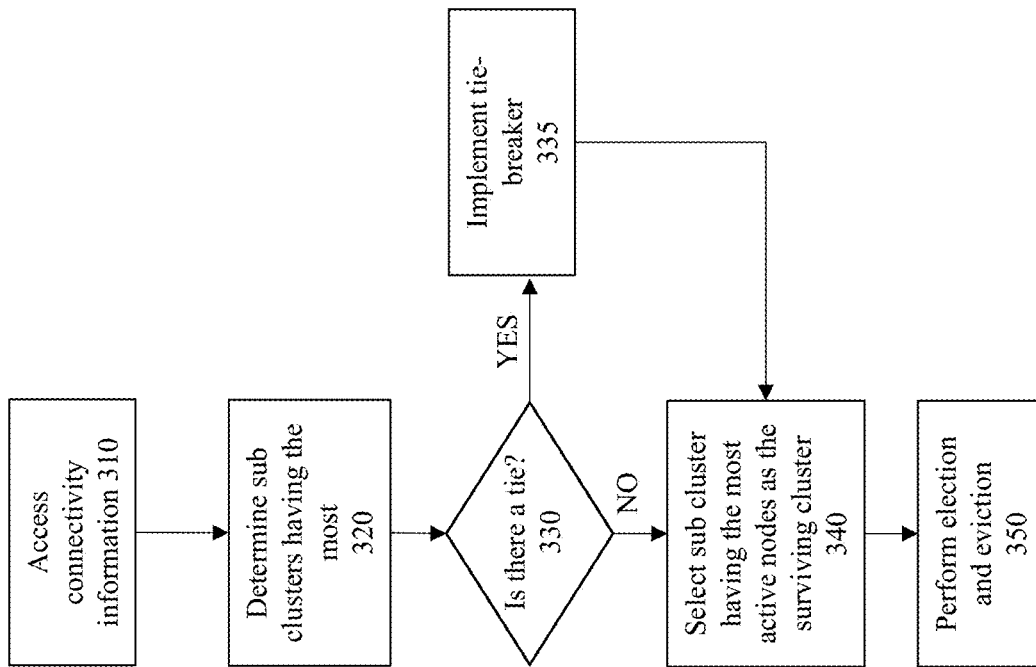 Access
connectivity
information 310
Determine sub
clusters having the
most
320
Is there a tie?
330
YES
Implement tie-
breaker
335
NO
Select sub cluster
having the most
active nodes as the
surviving cluster
340
Perform election
and eviction
350